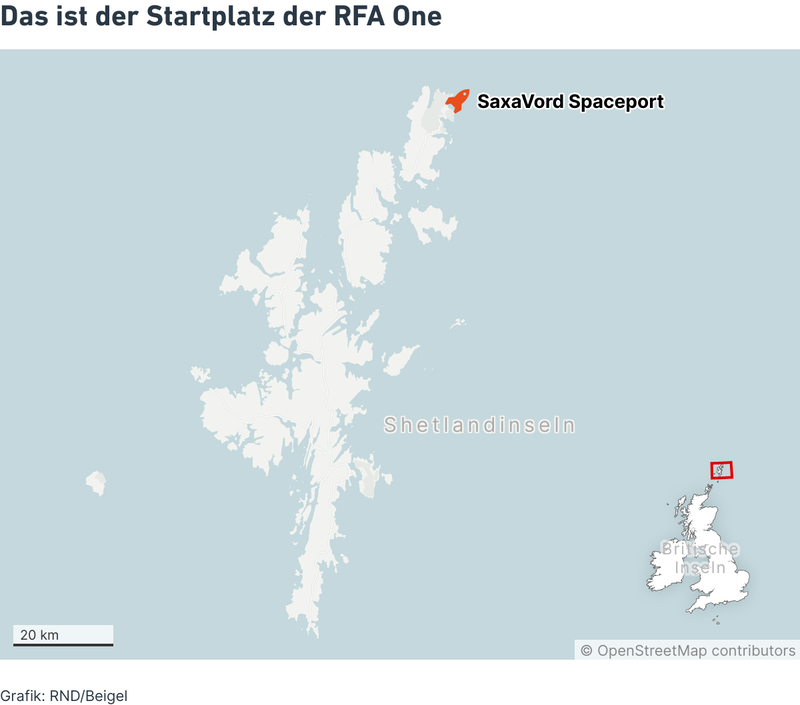 Das ist der Startplatz der RFA One
SaxaVord Spaceport
Shetlandinseln
Britische
Inseln
20 km
© OpenStreetMap contributors
Grafik: RND/Beigel